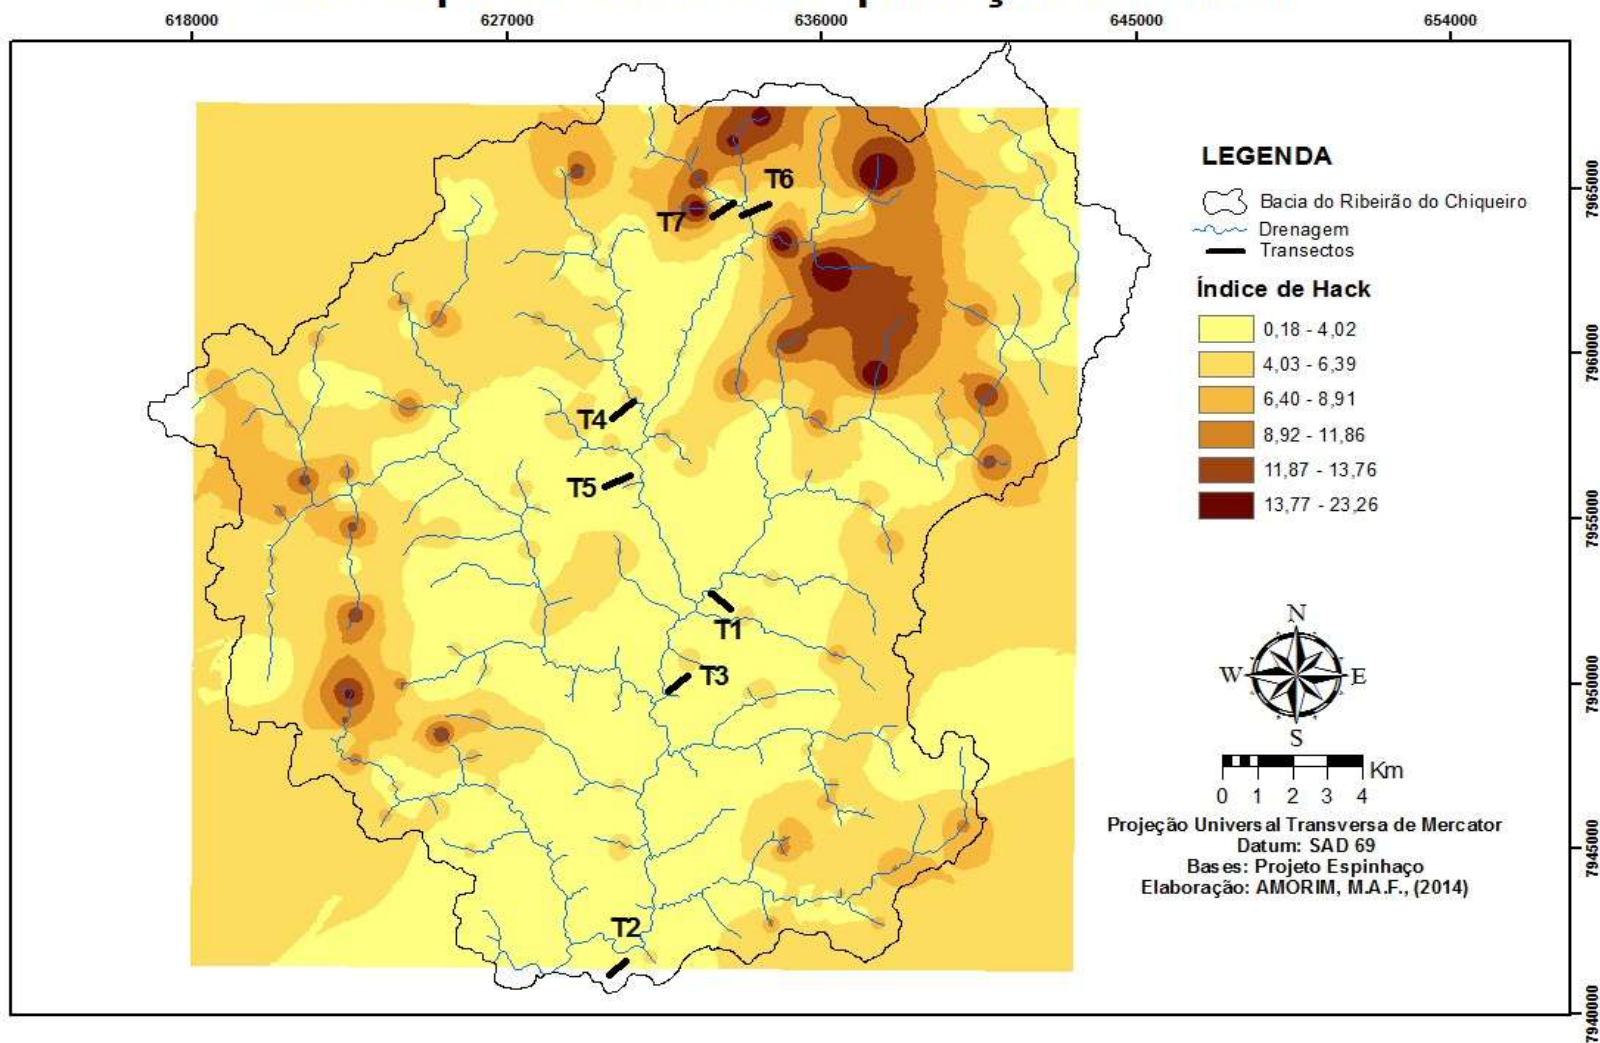 618000
627000
636000
645000
654000
LEGENDA
Bacia do Ribeirão do Chiqueiro
Drenagem
Transectos
Índice de Hack
0,18 - 4,02
4,03 - 6,39
6,40 - 8,91
8,92 - 11,86
11,87 - 13,76
13,77 - 23,26
T6
T7
T4
T5
T1
T3
T2
N
W
E
S
Km
0 1 2 3 4
Projeção Universal Transversa de Mercator
Datum: SAD 69
Bases: Projeto Espinhaço
Elaboração: AMORIM, M.A.F., (2014)
7965000
7960000
7955000
7950000
7945000
7940000